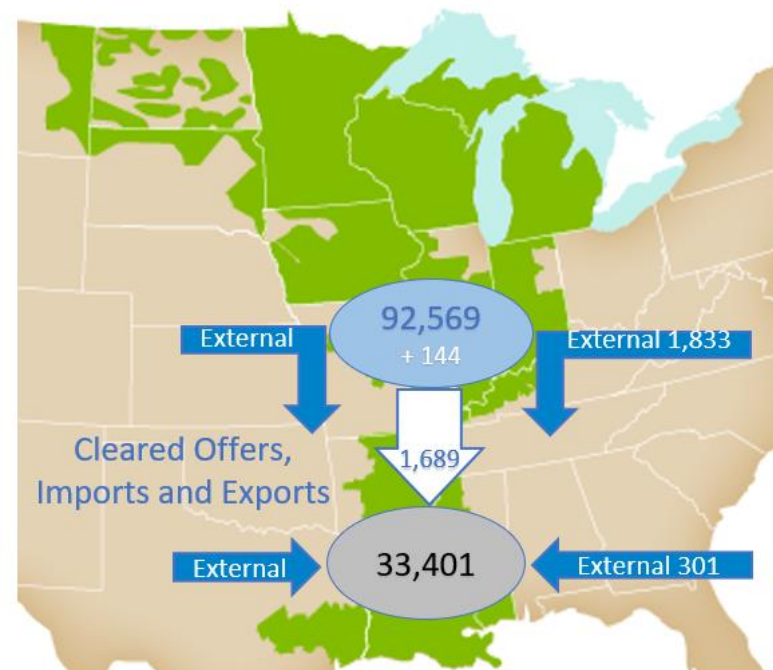 92,569
+ 144
External
External 1,833
Cleared Offers,
Imports and Exports
1,689
External
33,401
External 301